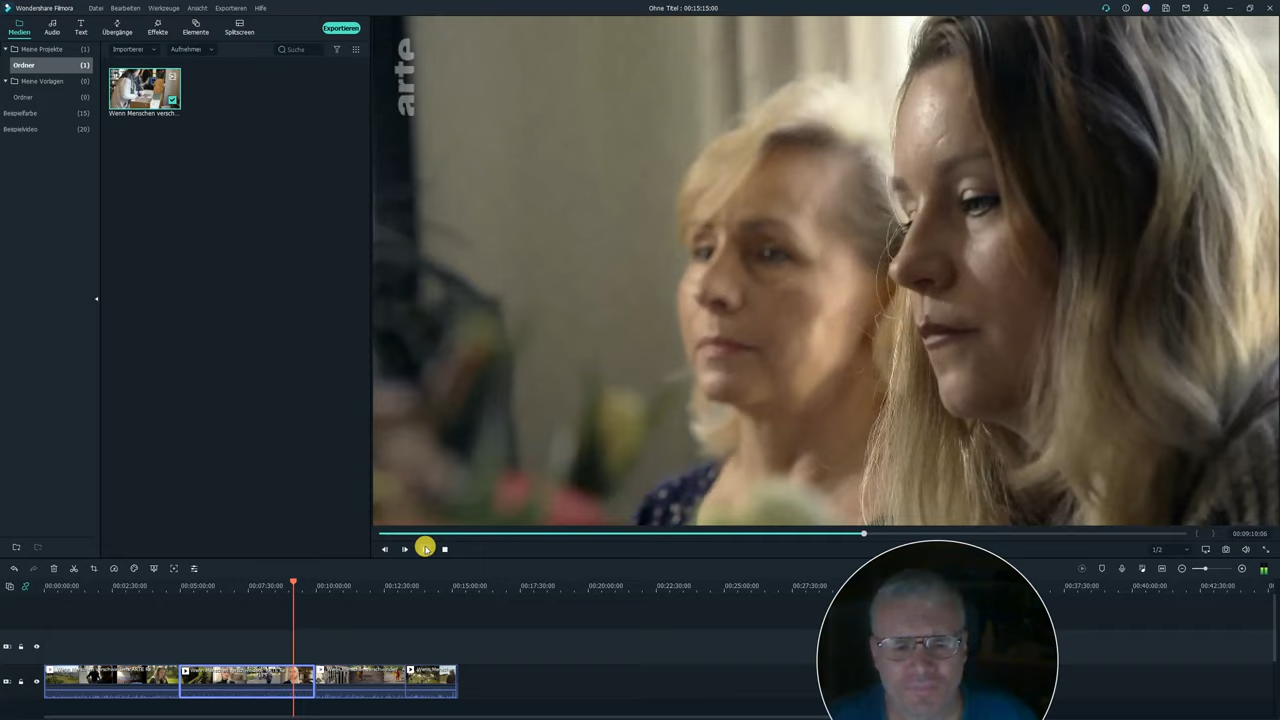 Wondershare Filmora
Datei
Bearbeiten
Werkzeuge
Ansicht
Exportieren
Hilfe
Ohne Titel : 00:15:15:00
Medien
Audio
Text
Übergänge
Effekte
Elemente
Splitscreen
Exportieren
Meine Projekte (1)
Ordner (1)
Meine Vorlagen (0)
Ordner (0)
Beispielfarbe (15)
Beispielvideo (20)
Importieren
Aufnehmen
Suche
Wenn Menschen versch...
arte
00:09:10:06
1/2
00:00:00:00
00:02:30:00
00:05:00:00
00:07:30:00
00:10:00:00
00:12:30:00
00:15:00:00
00:17:30:00
00:20:00:00
00:22:30:00
00:25:00:00
00:27:30:00
00:37:30:00
00:40:00:00
00:42:30:00